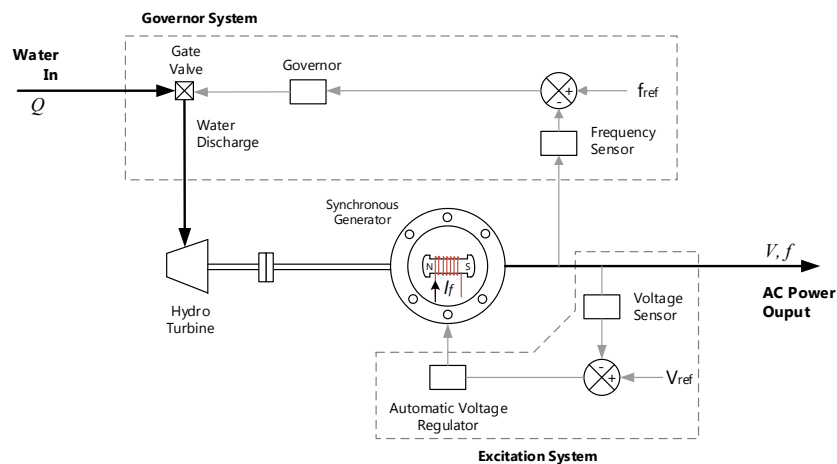 Governor System
Water
In
Q
Gate
Valve
Governor
+
-
fref
Water
Discharge
Frequency
Sensor
Synchronous
Generator
N
S
If
V, f
AC Power
Ouput
Hydro
Turbine
Voltage
Sensor
-
+
Vref
Automatic Voltage
Regulator
Excitation System